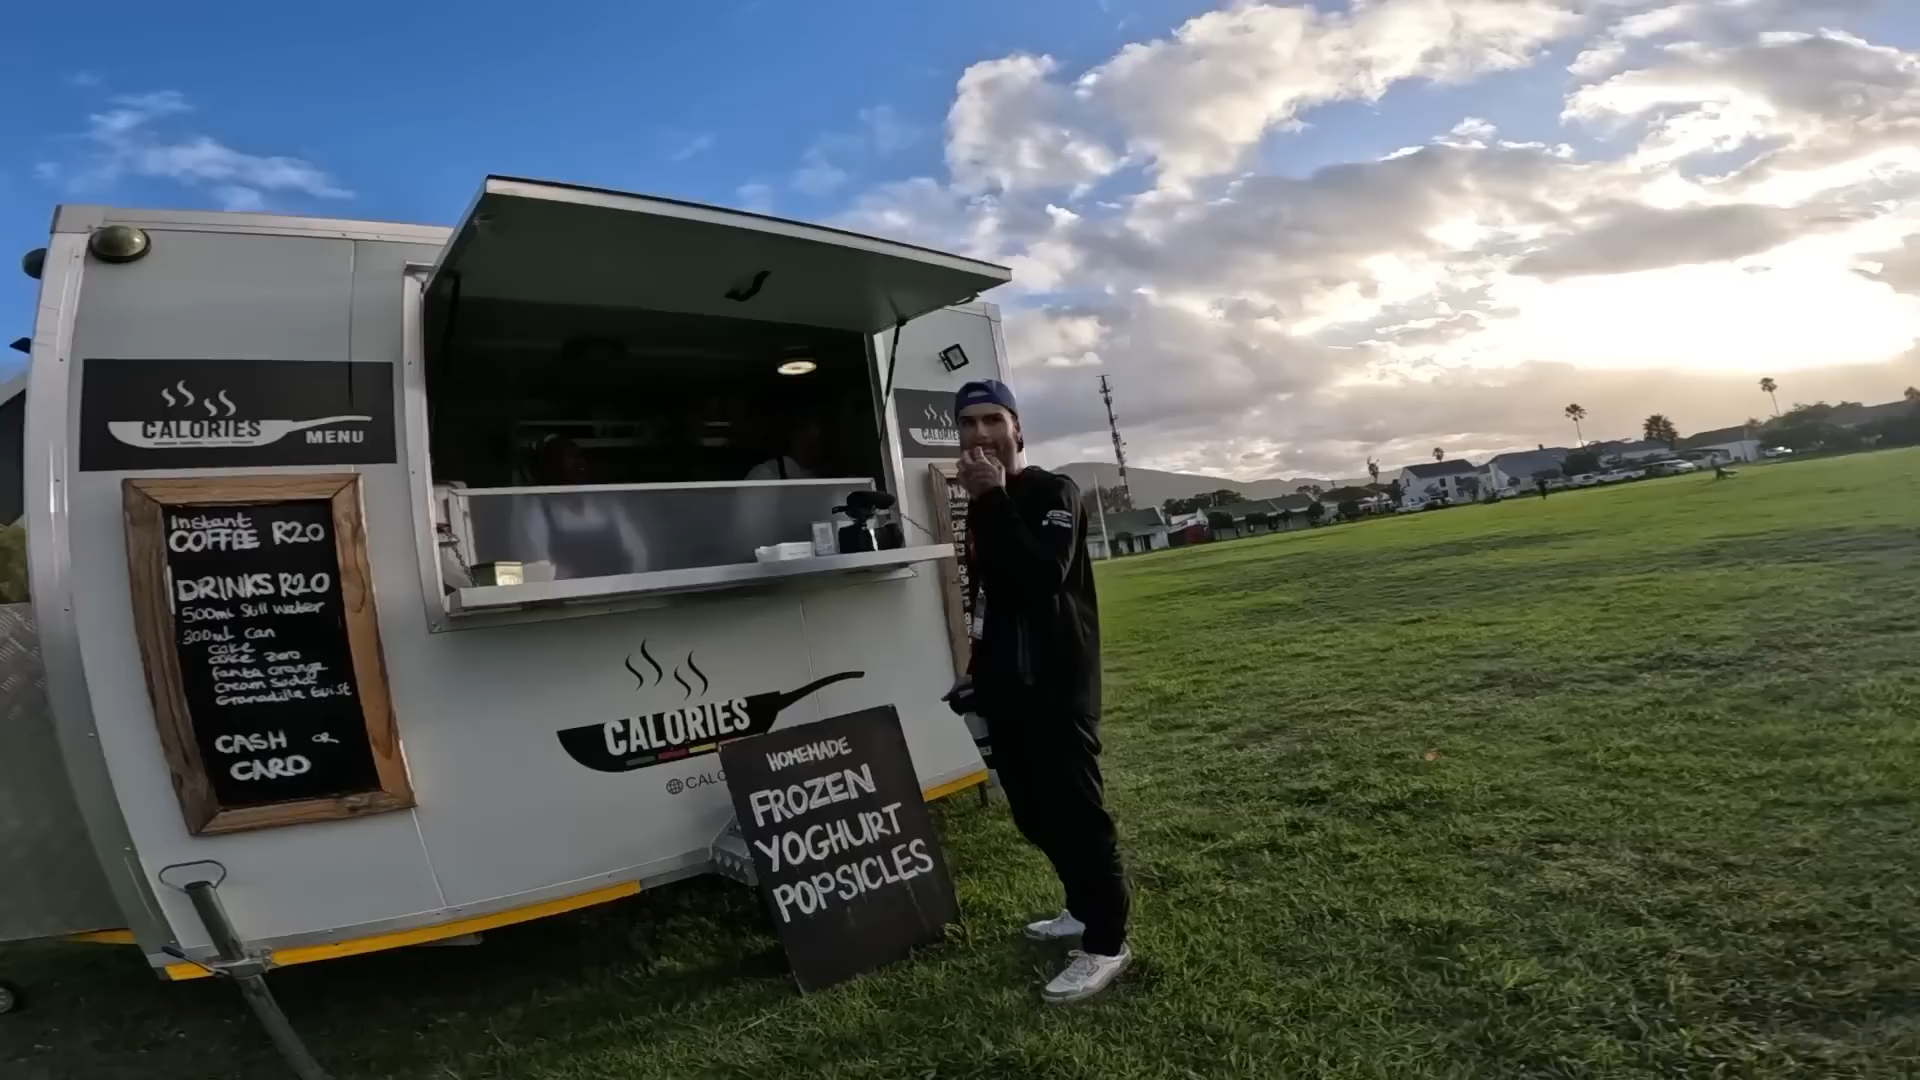 CALORIES
MENU
Instant
COFFEE R20
DRINKS R20
500mL Still water
300mL Can
Coke
Coke zero
fanta orange
Cream Soda
Granadilla twist
CASH or
CARD
CALORIES
CALORIES
HOMEMADE
FROZEN
YOGHURT
POPSICLES